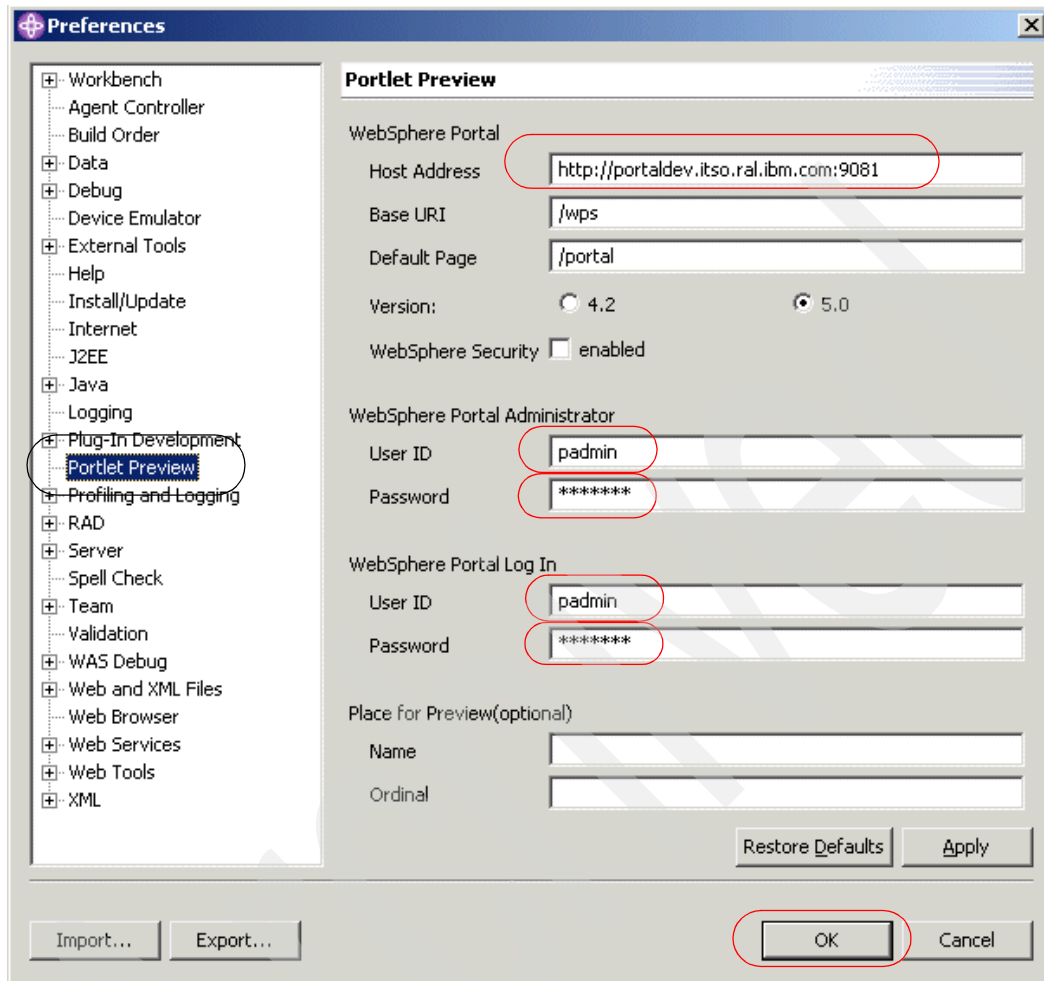 Preferences
Workbench
Agent Controller
Build Order
Data
Debug
Device Emulator
External Tools
Help
Install/Update
Internet
J2EE
Java
Logging
Plug-In Development
Portlet Preview
Profiling and Logging
RAD
Server
Spell Check
Team
Validation
WAS Debug
Web and XML Files
Web Browser
Web Services
Web Tools
XML
Portlet Preview
WebSphere Portal
Host Address http://portaldev.itso.ral.ibm.com:9081
Base URI /wps
Default Page /portal
Version: 4.2 5.0
WebSphere Security enabled
WebSphere Portal Administrator
User ID padmin
Password *******
WebSphere Portal Log In
User ID padmin
Password *******
Place for Preview(optional)
Name
Ordinal
Restore Defaults Apply
Import... Export... OK Cancel